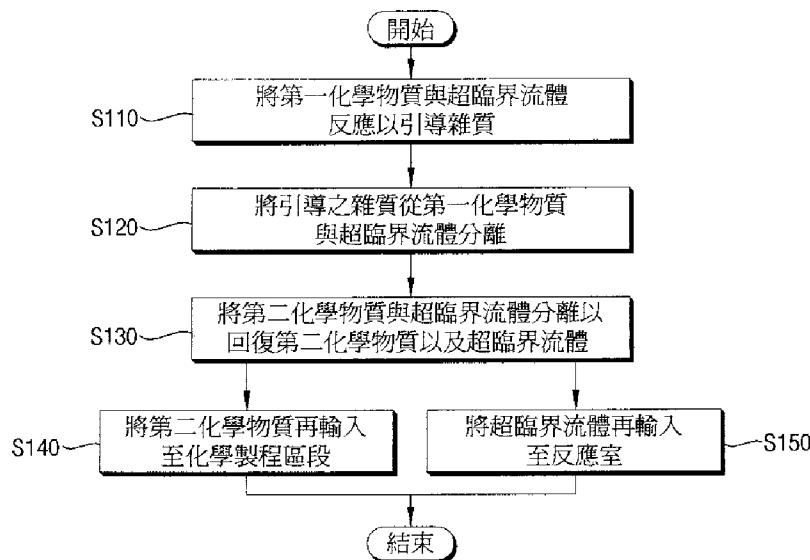 開始
S110
將第一化學物質與超臨界流體
反應以引導雜質
S120
將引導之雜質從第一化學物質
與超臨界流體分離
S130
將第二化學物質與超臨界流體分離以
回復第二化學物質以及超臨界流體
S140
將第二化學物質再輸入
至化學製程區段
將超臨界流體再輸入
至反應室
S150
結束